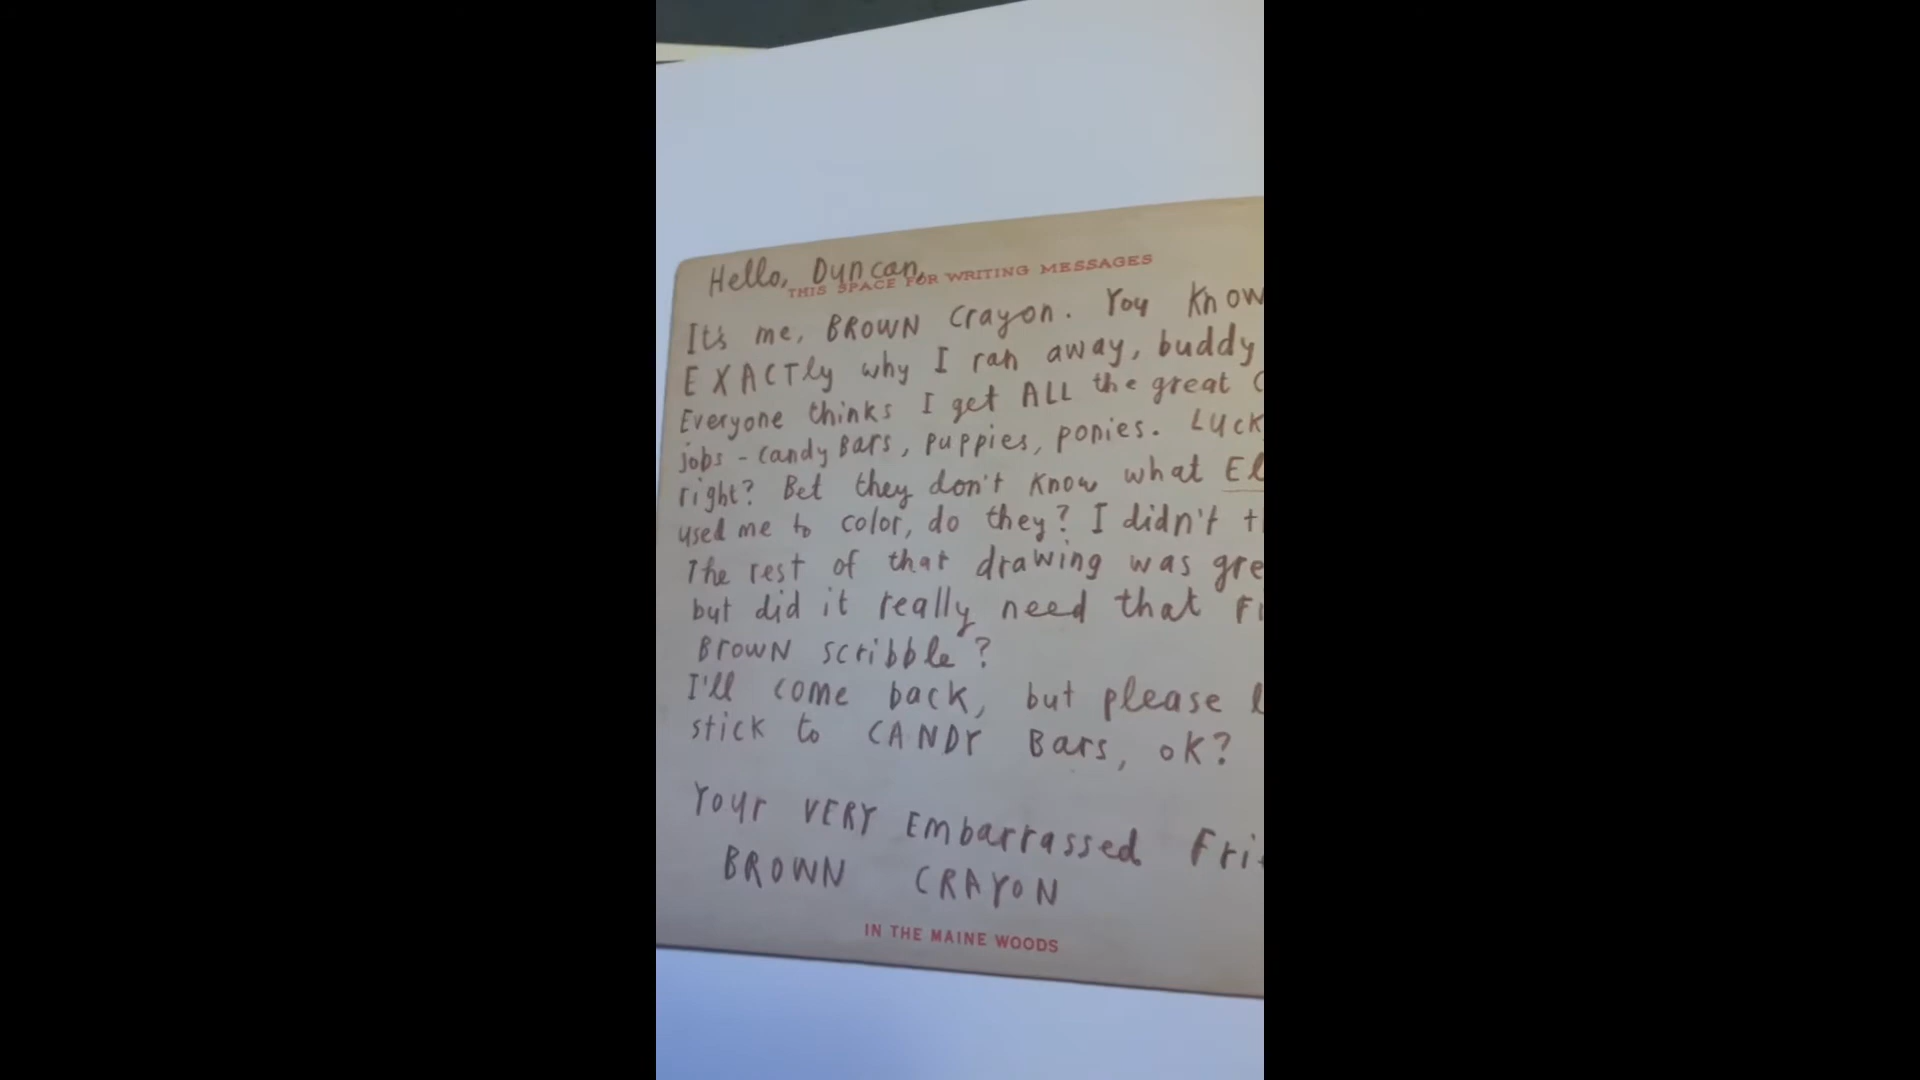 Hello, Duncan,
THIS SPACE FOR WRITING MESSAGES
It's me, BROWN crayon. You know
EXACTly why I ran away, buddy
Everyone thinks I get ALL the great
jobs - candy Bars, puppies, ponies. LUCK
right? Bet they don't know what El
used me to color, do they? I didn't t
The rest of that drawing was gre
but did it really need that
BROWN scribble?
I'll come back, but please
stick to CANDY Bars, OK?
Your VERY Embarrassed Fri
BROWN CRAYON
IN THE MAINE WOODS